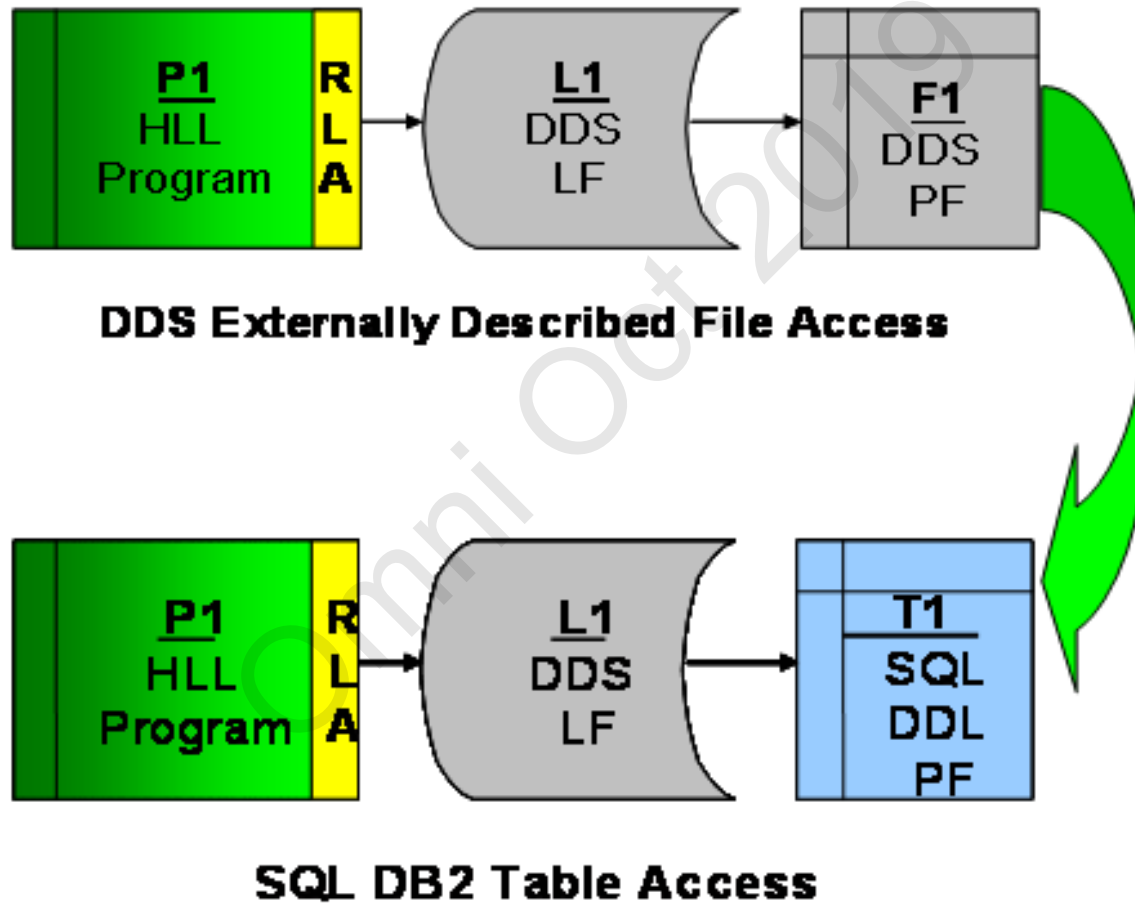 P1
HLL
Program
R
L
A
L1
DDS
LF
F1
DDS
PF
DDS Externally Described File Access
Omni Oct 2019
P1
HLL
Program
R
L
A
L1
DDS
LF
T1
SQL
DDL
PF
SQL DB2 Table Access